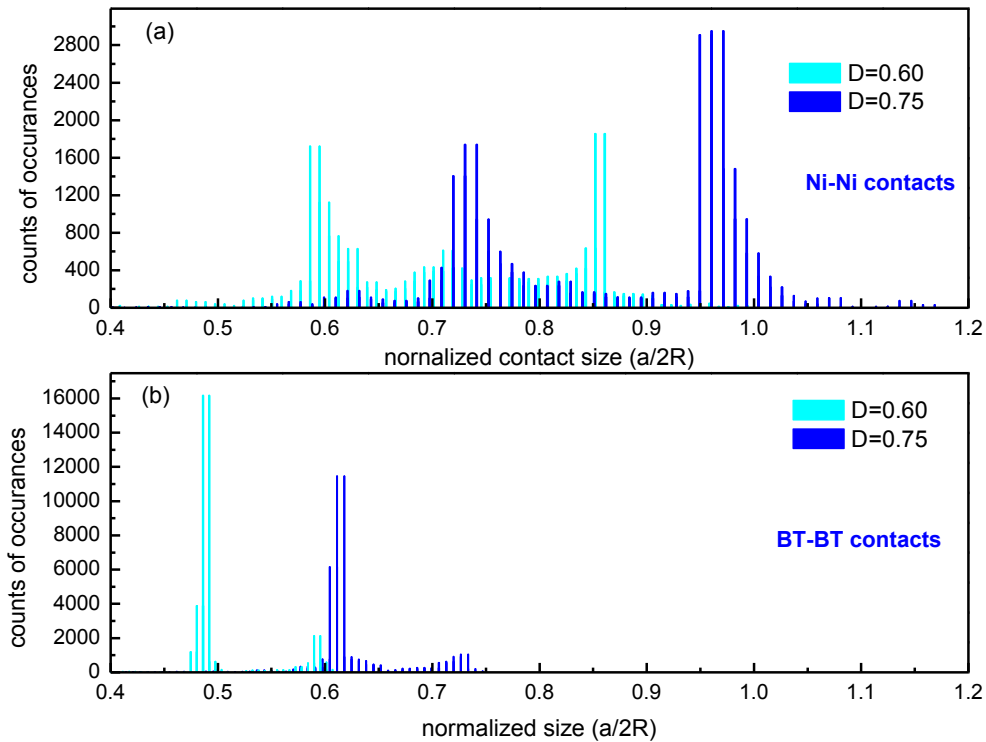 (a)
2800
2400
2000
1600
1200
800
400
0
counts of occurances
D=0.60
D=0.75
Ni-Ni contacts
0.4 0.5 0.6 0.7 0.8 0.9 1.0 1.1 1.2
nornalized contact size (a/2R)
(b)
16000
14000
12000
10000
8000
6000
4000
2000
0
counts of occurances
D=0.60
D=0.75
BT-BT contacts
0.4 0.5 0.6 0.7 0.8 0.9 1.0 1.1 1.2
normalized size (a/2R)